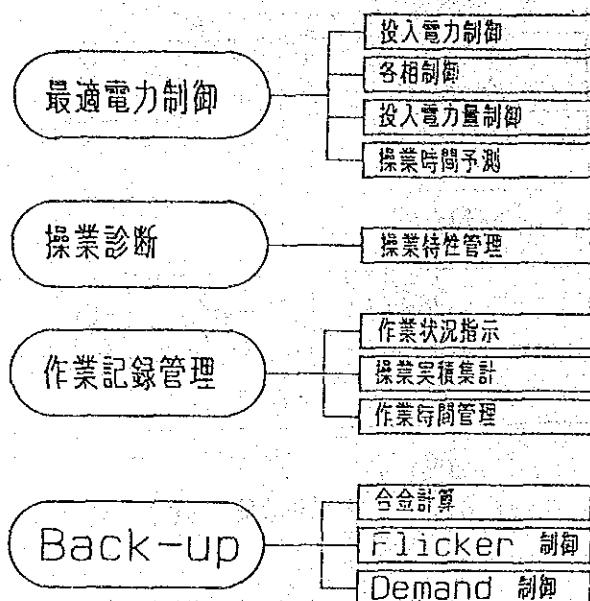 最適電力制御
投入電力制御
各相制御
投入電力量制御
操業時間予測
操業診断
操業特性管理
作業記録管理
作業状況指示
操業実積集計
作業時間管理
Back-up
合金計算
Flicker 制御
Demand 制御